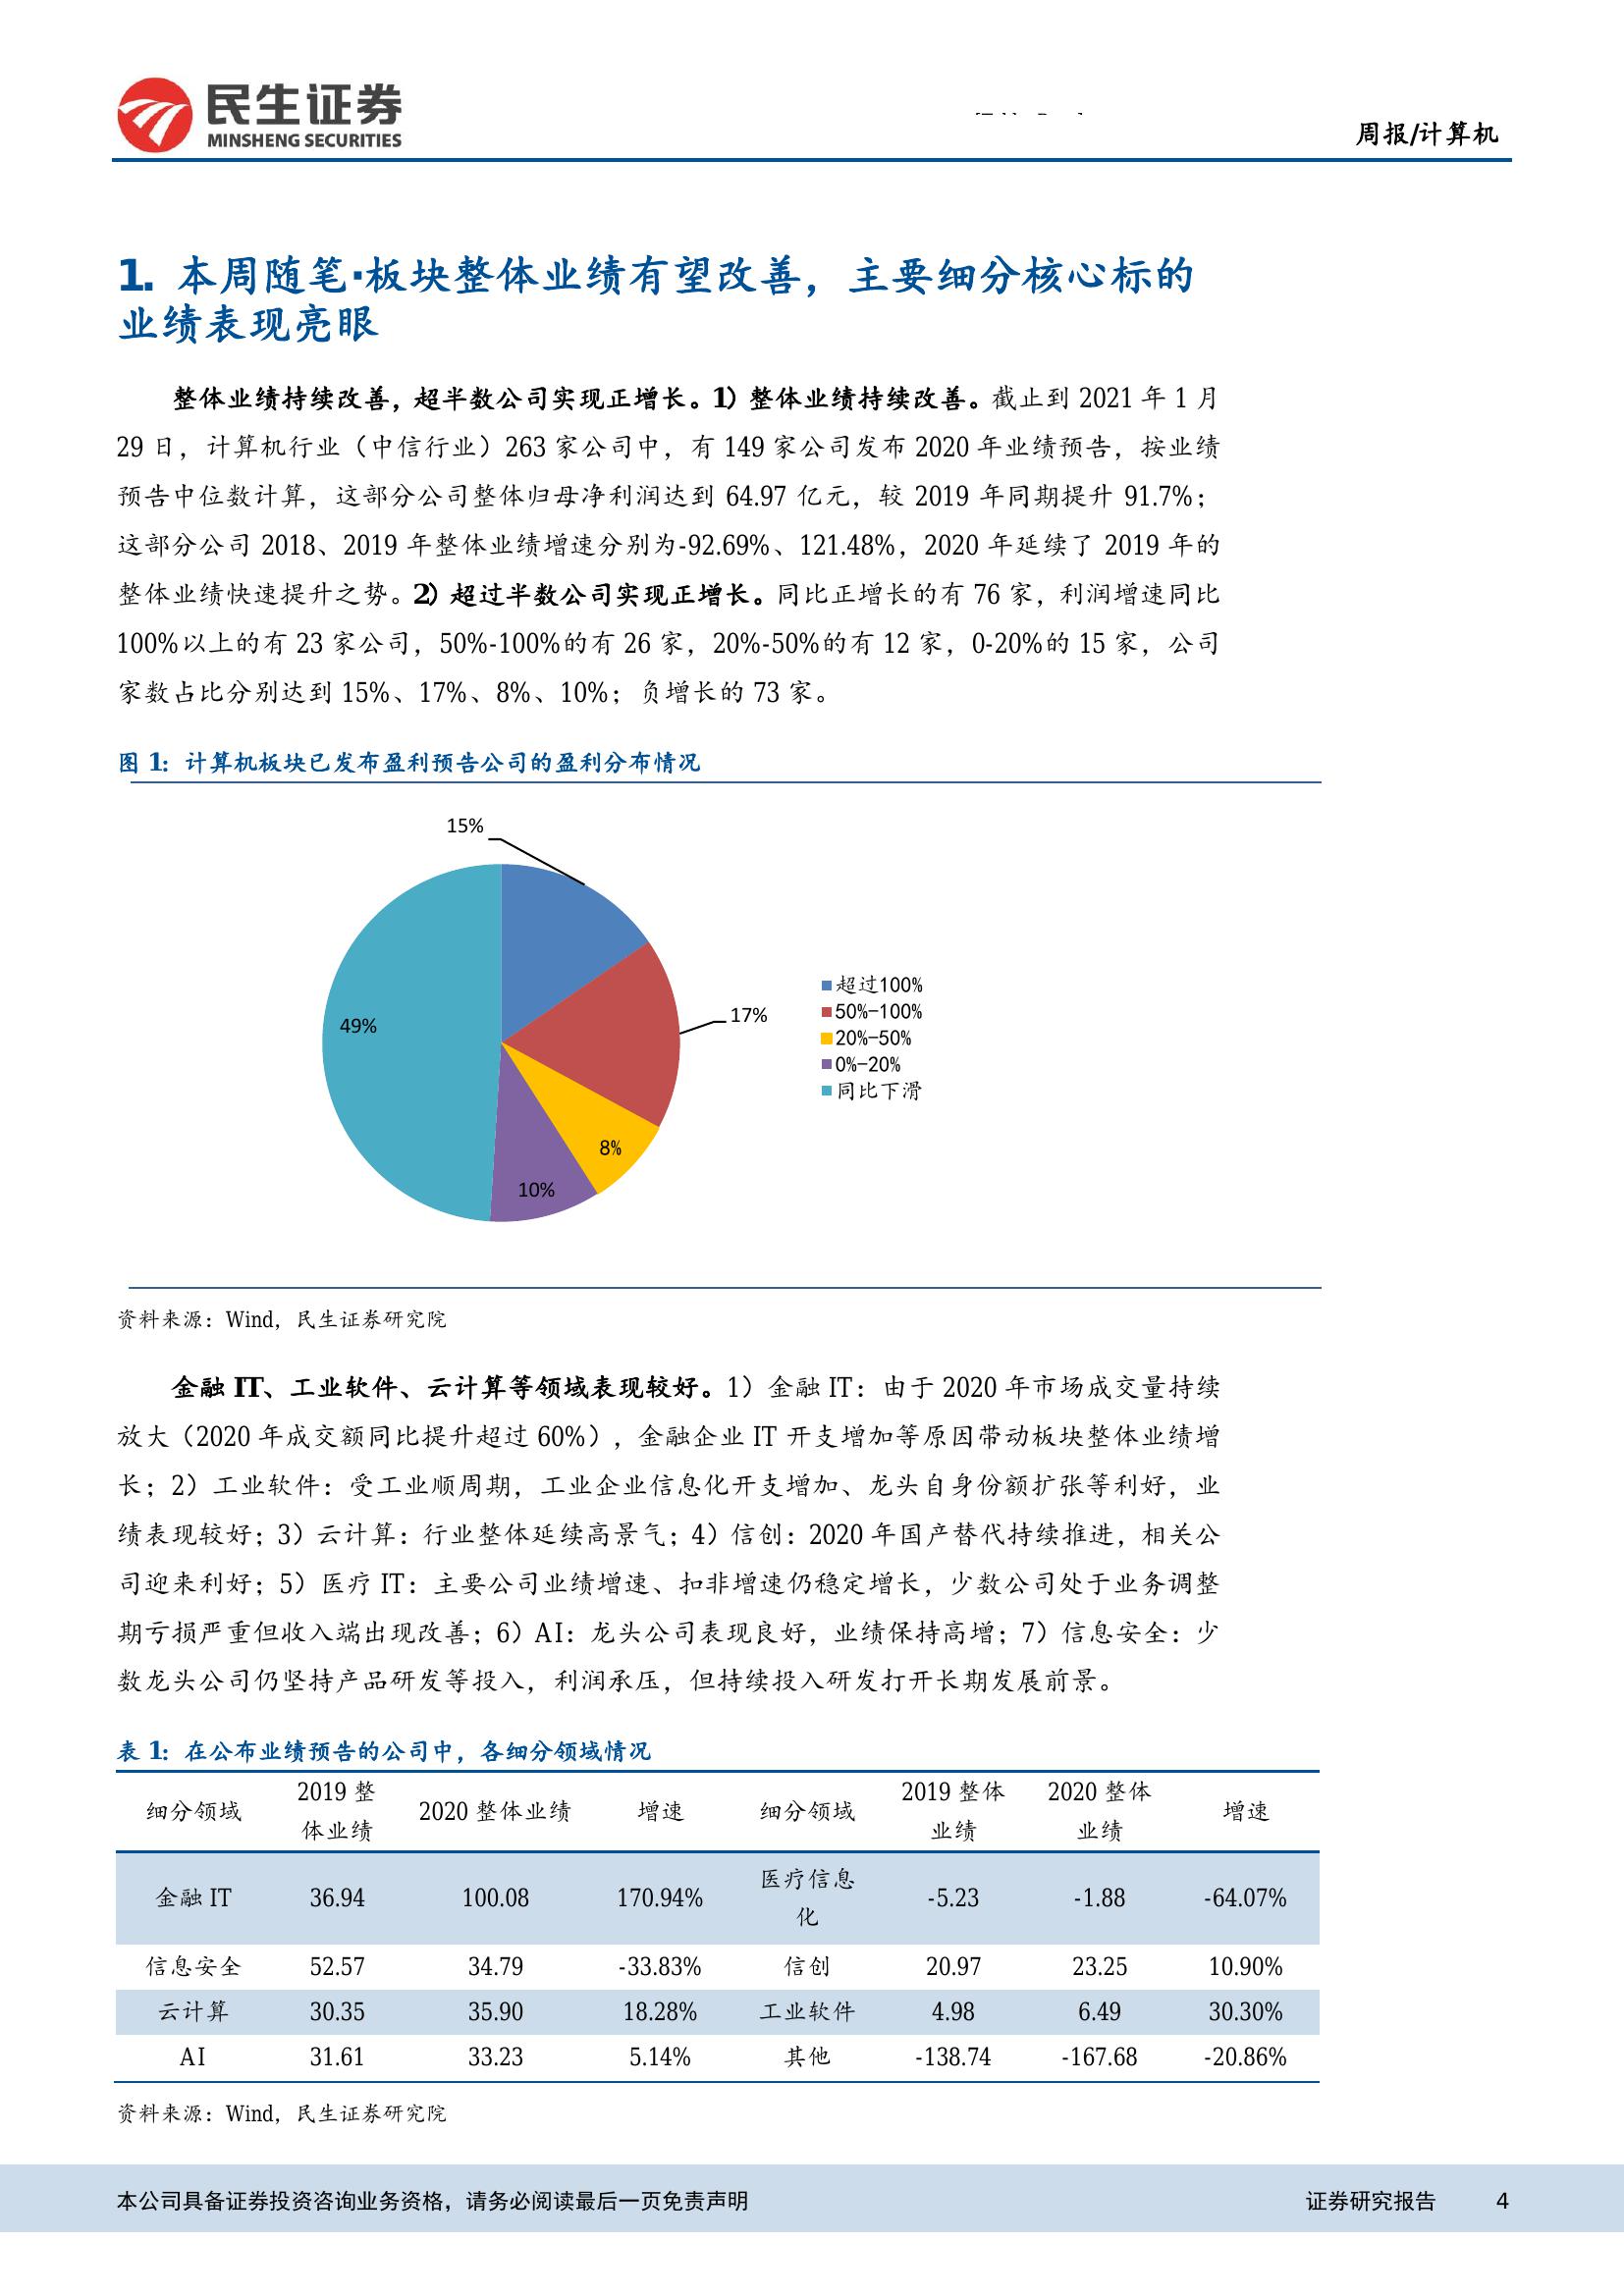 民生证券
MINSHENG SECURITIES
周报/计算机
1. 本周随笔·板块整体业绩有望改善，主要细分核心标的
业绩表现亮眼
整体业绩持续改善，超半数公司实现正增长。1）整体业绩持续改善。截止到 2021 年 1 月
29 日，计算机行业（中信行业）263 家公司中，有 149 家公司发布 2020 年业绩预告，按业绩
预告中位数计算，这部分公司整体归母净利润达到 64.97 亿元，较 2019 年同期提升 91.7%；
这部分公司 2018、2019 年整体业绩增速分别为-92.69%、121.48%，2020 年延续了 2019 年的
整体业绩快速提升之势。2）超过半数公司实现正增长。同比正增长的有 76 家，利润增速同比
100%以上的有 23 家公司，50%-100%的有 26 家，20%-50%的有 12 家，0-20%的 15 家，公司
家数占比分别达到 15%、17%、8%、10%；负增长的 73 家。
图 1：计算机板块已发布盈利预告公司的盈利分布情况
15%
17%
8%
10%
49%
超过100%
50%-100%
20%-50%
0%-20%
同比下滑
资料来源：Wind，民生证券研究院
金融 IT、工业软件、云计算等领域表现较好。1）金融 IT：由于 2020 年市场成交量持续
放大（2020 年成交额同比提升超过 60%），金融企业 IT 开支增加等原因带动板块整体业绩增
长；2）工业软件：受工业顺周期，工业企业信息化开支增加、龙头自身份额扩张等利好，业
绩表现较好；3）云计算：行业整体延续高景气；4）信创：2020 年国产替代持续推进，相关公
司迎来利好；5）医疗 IT：主要公司业绩增速、扣非增速仍稳定增长，少数公司处于业务调整
期亏损严重但收入端出现改善；6）AI：龙头公司表现良好，业绩保持高增；7）信息安全：少
数龙头公司仍坚持产品研发等投入，利润承压，但持续投入研发打开长期发展前景。
表 1：在公布业绩预告的公司中，各细分领域情况
细分领域 2019 整体业绩 2020 整体业绩 增速 细分领域 2019 整体业绩 2020 整体业绩 增速
金融 IT 36.94 100.08 170.94% 医疗信息化 -5.23 -1.88 -64.07%
信息安全 52.57 34.79 -33.83% 信创 20.97 23.25 10.90%
云计算 30.35 35.90 18.28% 工业软件 4.98 6.49 30.30%
AI 31.61 33.23 5.14% 其他 -138.74 -167.68 -20.86%
资料来源：Wind，民生证券研究院
本公司具备证券投资咨询业务资格，请务必阅读最后一页免责声明 证券研究报告 4